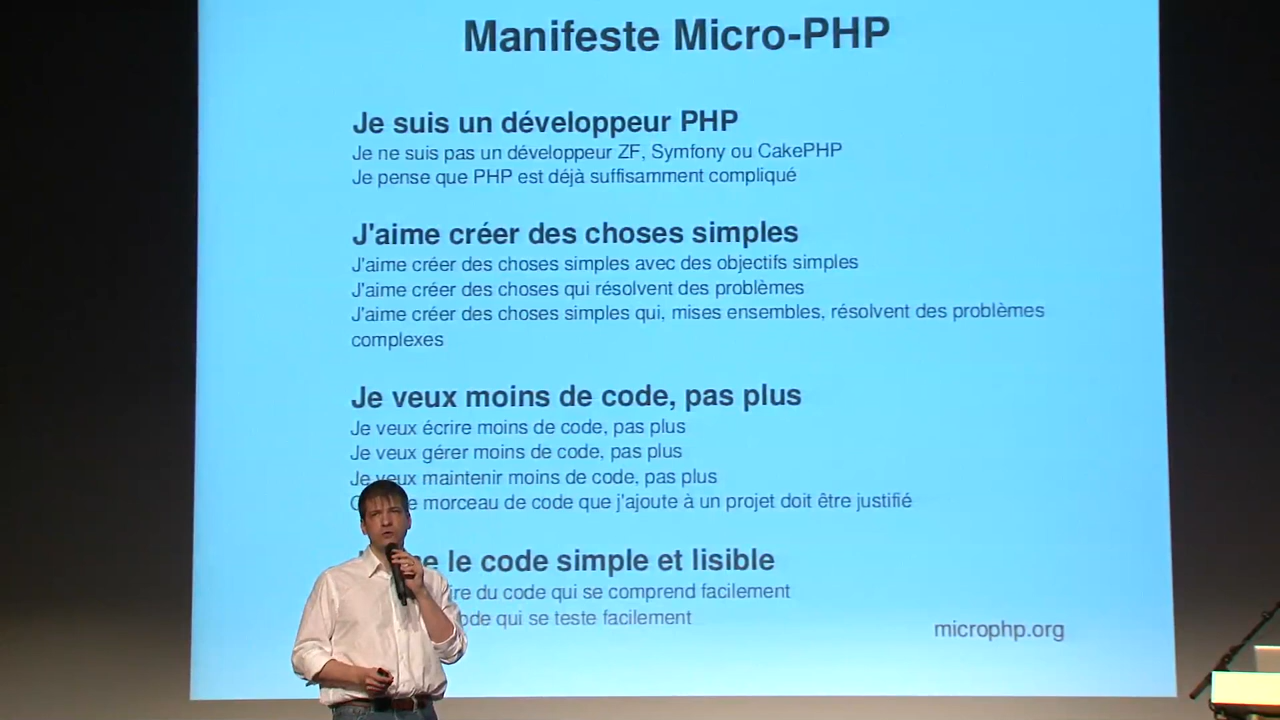 Manifeste Micro-PHP
Je suis un développeur PHP
Je ne suis pas un développeur ZF, Symfony ou CakePHP
Je pense que PHP est déjà suffisamment compliqué
J'aime créer des choses simples
J'aime créer des choses simples avec des objectifs simples
J'aime créer des choses qui résolvent des problèmes
J'aime créer des choses simples qui, mises ensembles, résolvent des problèmes
complexes
Je veux moins de code, pas plus
Je veux écrire moins de code, pas plus
Je veux gérer moins de code, pas plus
Je veux maintenir moins de code, pas plus
morceau de code que j'ajoute à un projet doit être justifié
le code simple et lisible
du code qui se comprend facilement
qui se teste facilement
microphp.org